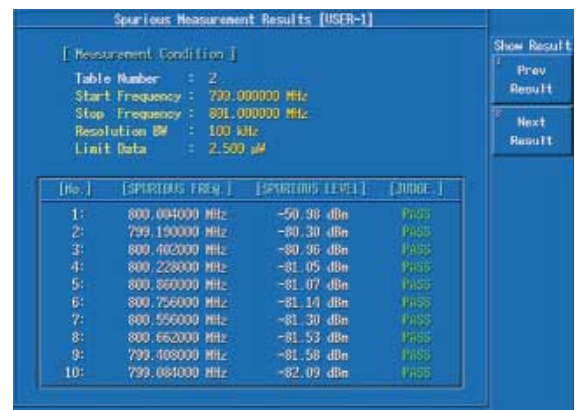 Spurious Measurement Results [USER-1]
[ Measurement Condition ]
Table Number : 2
Start Frequency : 799.000000 MHz
Stop Frequency : 801.000000 MHz
Resolution BW : 100 kHz
Limit Data : 2.500 µW
[No.] [SPURIOUS FREQ.] [SPURIOUS LEVEL] [JUDGE.]
1: 800.004000 MHz -50.98 dBm PASS
2: 799.190000 MHz -80.30 dBm PASS
3: 800.402000 MHz -80.96 dBm PASS
4: 800.228000 MHz -81.05 dBm PASS
5: 800.860000 MHz -81.07 dBm PASS
6: 800.756000 MHz -81.14 dBm PASS
7: 800.556000 MHz -81.30 dBm PASS
8: 800.662000 MHz -81.53 dBm PASS
9: 799.408000 MHz -81.58 dBm PASS
10: 799.084000 MHz -82.09 dBm PASS
Show Result
1
Prev
Result
2
Next
Result